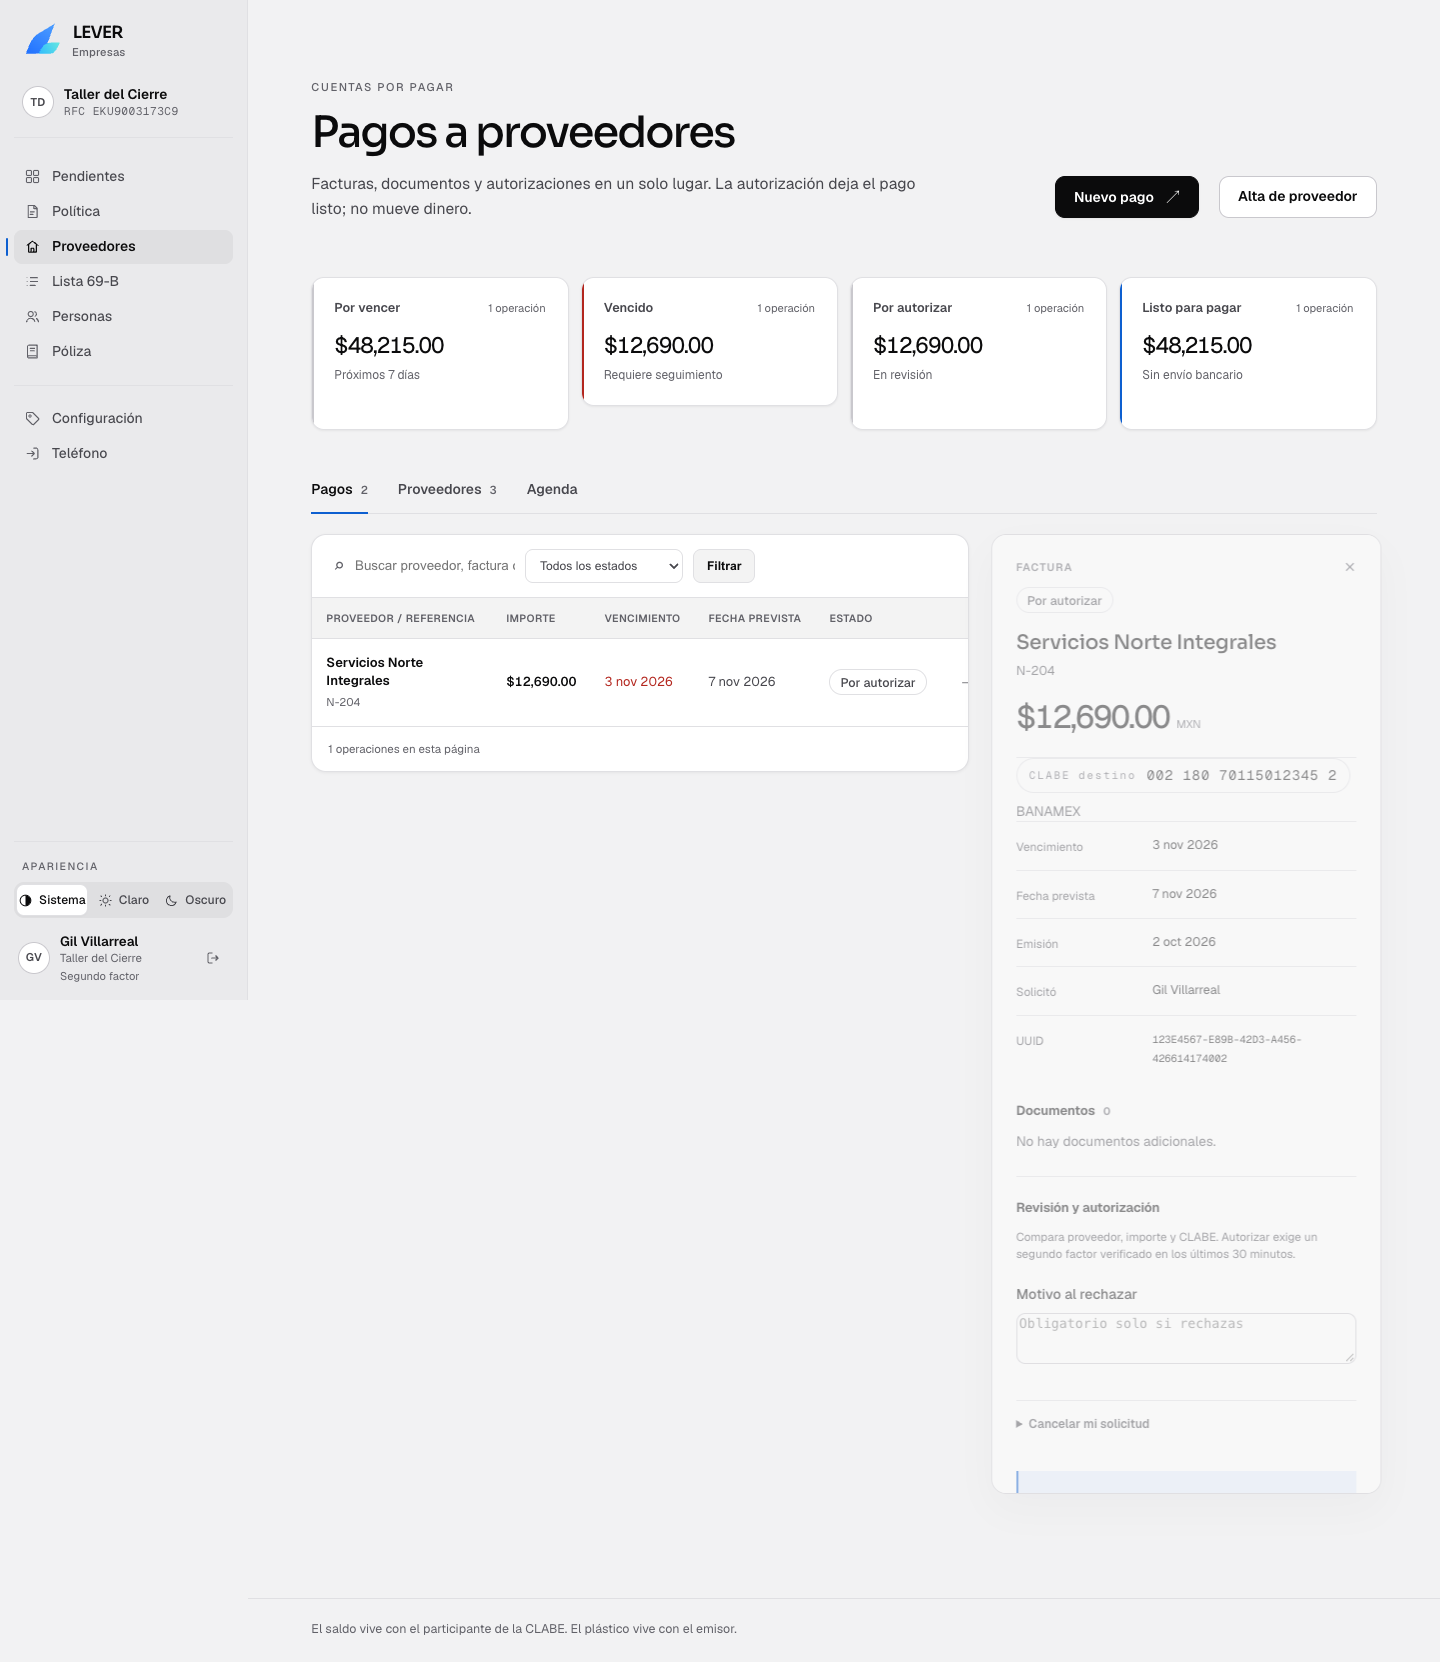 LEVER
Empresas
TD
Taller del Cierre
RFC EKU9003173C9
Pendientes
Política
Proveedores
Lista 69-B
Personas
Póliza
Configuración
Teléfono
APARIENCIA
Sistema Claro Oscuro
GV
Gil Villarreal
Taller del Cierre
Segundo factor
CUENTAS POR PAGAR
Pagos a proveedores
Facturas, documentos y autorizaciones en un solo lugar. La autorización deja el pago
listo; no mueve dinero.
Nuevo pago
Alta de proveedor
Por vencer 1 operación
$48,215.00
Próximos 7 días
Vencido 1 operación
$12,690.00
Requiere seguimiento
Por autorizar 1 operación
$12,690.00
En revisión
Listo para pagar 1 operación
$48,215.00
Sin envío bancario
Pagos 2 Proveedores 3 Agenda
Buscar proveedor, factura Todos los estados Filtrar
PROVEEDOR / REFERENCIA IMPORTE VENCIMIENTO FECHA PREVISTA ESTADO
Servicios Norte
Integrales
N-204
$12,690.00 3 nov 2026 7 nov 2026 Por autorizar
1 operaciones en esta página
FACTURA
Por autorizar
Servicios Norte Integrales
N-204
$12,690.00 MXN
CLABE destino 002 180 70115012345 2
BANAMEX
Vencimiento 3 nov 2026
Fecha prevista 7 nov 2026
Emisión 2 oct 2026
Solicitó Gil Villarreal
UUID 123E4567-E89B-42D3-A456-
426614174002
Documentos 0
No hay documentos adicionales.
Revisión y autorización
Compara proveedor, importe y CLABE. Autorizar exige un
segundo factor verificado en los últimos 30 minutos.
Motivo al rechazar
Obligatorio solo si rechazas
Cancelar mi solicitud
El saldo vive con el participante de la CLABE. El plástico vive con el emisor.